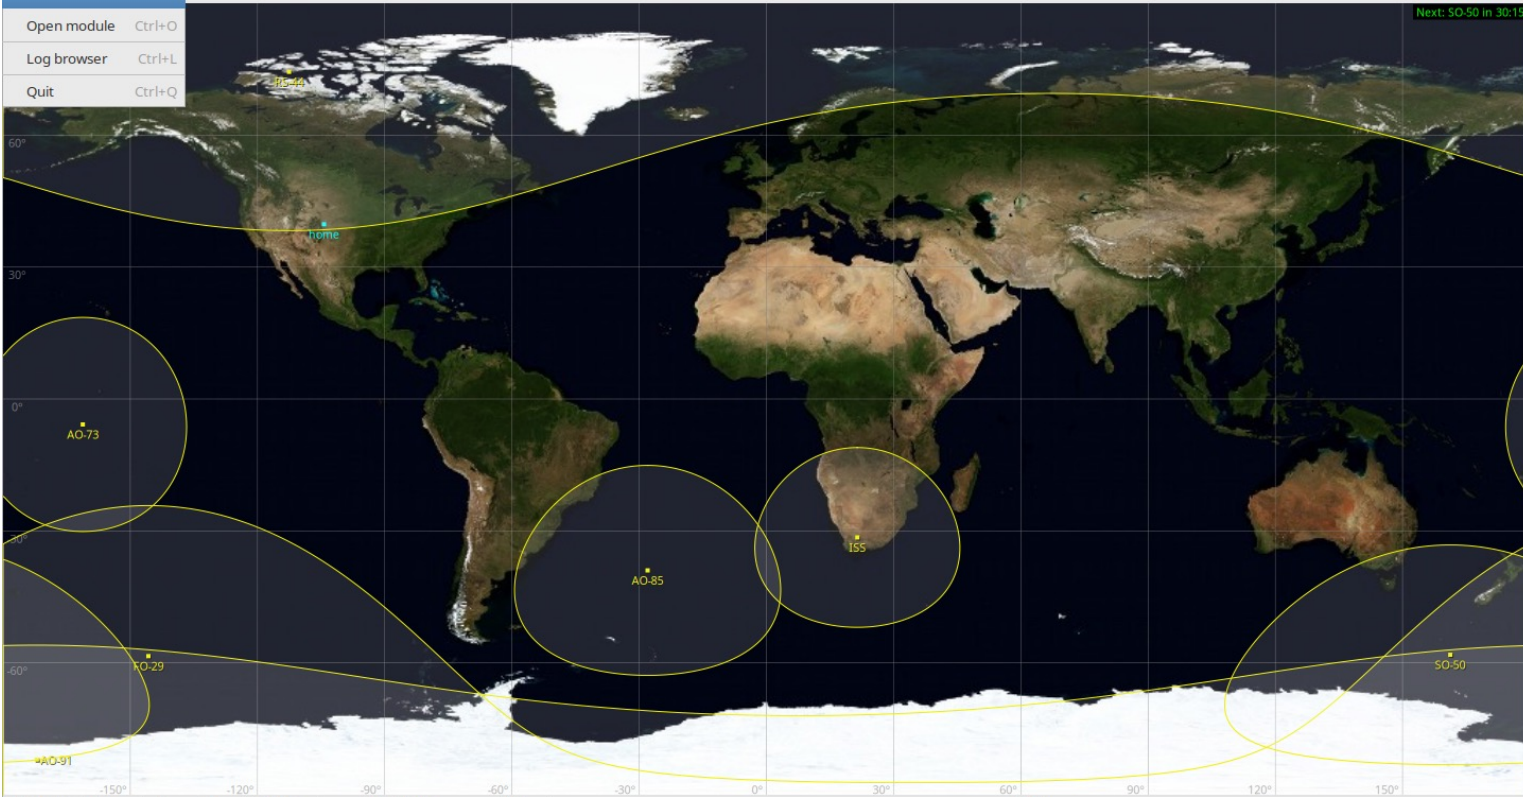 Open module Ctrl+O
Next: SO-50 in 30:15
Log browser Ctrl+L
Quit Ctrl+Q
RS-44
60°
home
30°
0°
AO-73
30°
ISS
AO-85
-60°
FO-29
SO-50
AO-91
-150° -120° -90° -60° -30° 0° 30° 60° 90° 120° 150°